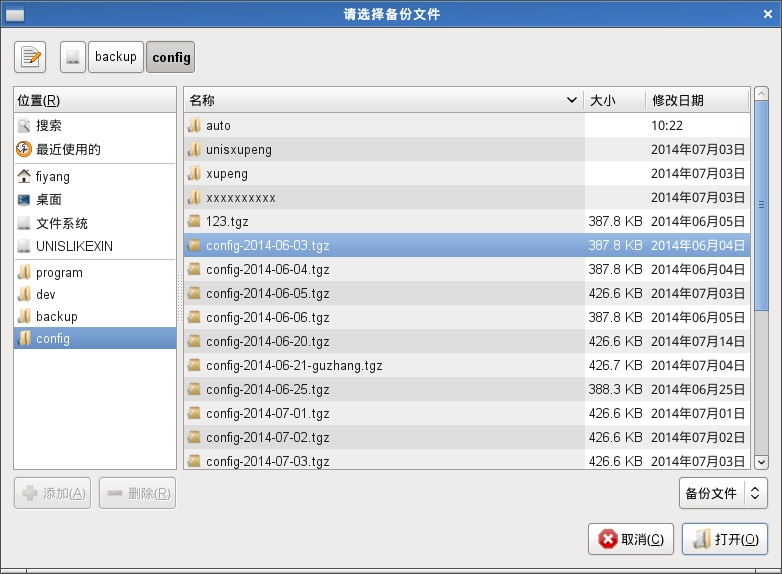 请选择备份文件
backup config
位置(R)
搜索
最近使用的
fiyang
桌面
文件系统
UNISLIKEXIN
program
dev
backup
config
名称 大小 修改日期
auto 10:22
unisxupeng 2014年07月03日
xupeng 2014年07月03日
xxxxxxxxxx 2014年07月03日
123.tgz 387.8 KB 2014年06月05日
config-2014-06-03.tgz 387.8 KB 2014年06月04日
config-2014-06-04.tgz 387.8 KB 2014年06月04日
config-2014-06-05.tgz 426.6 KB 2014年07月03日
config-2014-06-06.tgz 387.8 KB 2014年06月05日
config-2014-06-20.tgz 426.6 KB 2014年07月14日
config-2014-06-21-guzhang.tgz 426.7 KB 2014年07月04日
config-2014-06-25.tgz 388.3 KB 2014年06月25日
config-2014-07-01.tgz 426.6 KB 2014年07月01日
config-2014-07-02.tgz 426.6 KB 2014年07月02日
config-2014-07-03.tgz 426.6 KB 2014年07月03日
添加(A) 删除(R) 备份文件
取消(C) 打开(O)